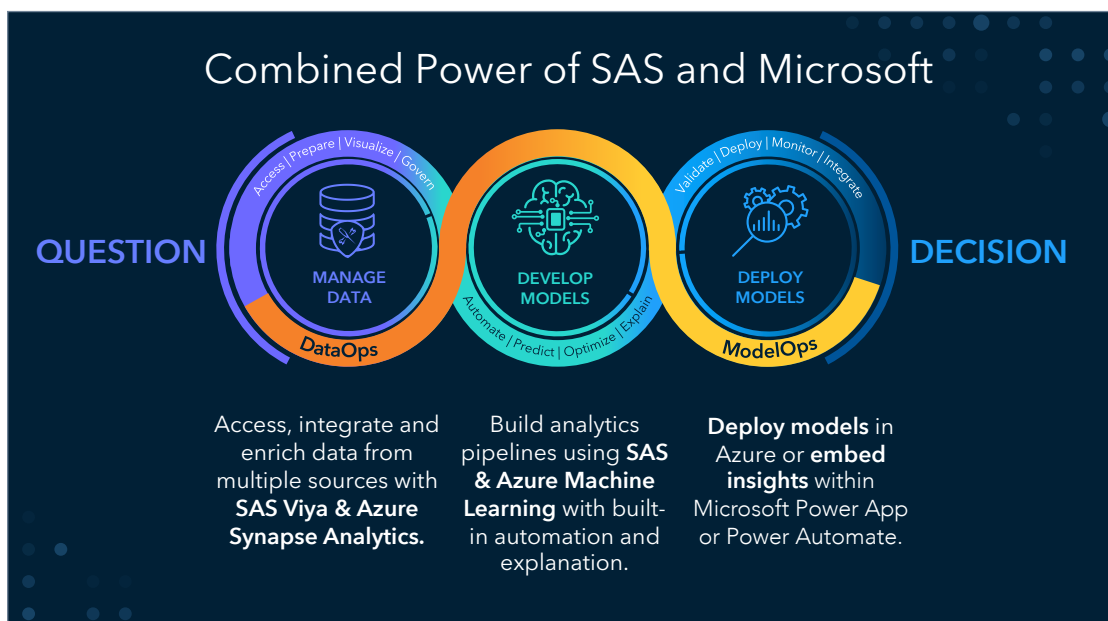 Combined Power of SAS and Microsoft
QUESTION
Access | Prepare | Visualize | Govern
MANAGE
DATA
DataOps
DEVELOP
MODELS
Automate | Predict | Optimize | Explain
Validate | Deploy | Monitor | Integrate
DEPLOY
MODELS
ModelOps
DECISION
Access, integrate and
enrich data from
multiple sources with
SAS Viya & Azure
Synapse Analytics.
Build analytics
pipelines using SAS
& Azure Machine
Learning with built-
in automation and
explanation.
Deploy models in
Azure or embed
insights within
Microsoft Power App
or Power Automate.